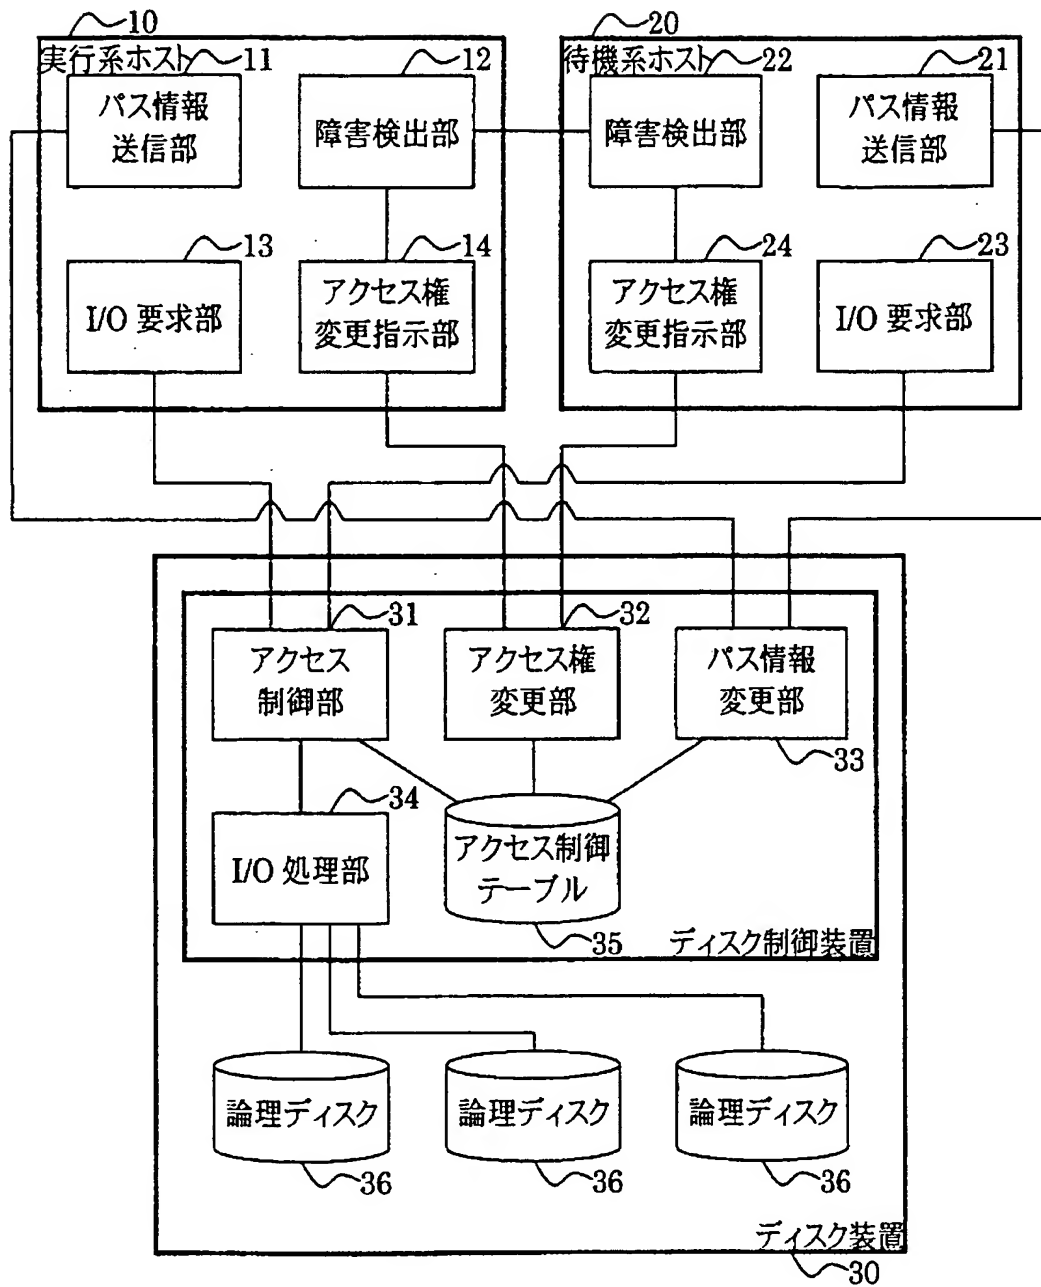 10
20
実行系ホスト
11
12
待機系ホスト
22
21
パス情報
送信部
障害検出部
障害検出部
パス情報
送信部
13
14
24
23
I/O 要求部
アクセス権
変更指示部
アクセス権
変更指示部
I/O 要求部
31
32
アクセス
制御部
アクセス権
変更部
パス情報
変更部
33
34
I/O 処理部
アクセス制御
テーブル
35
ディスク制御装置
論理ディスク
論理ディスク
論理ディスク
36
36
36
ディスク装置
30